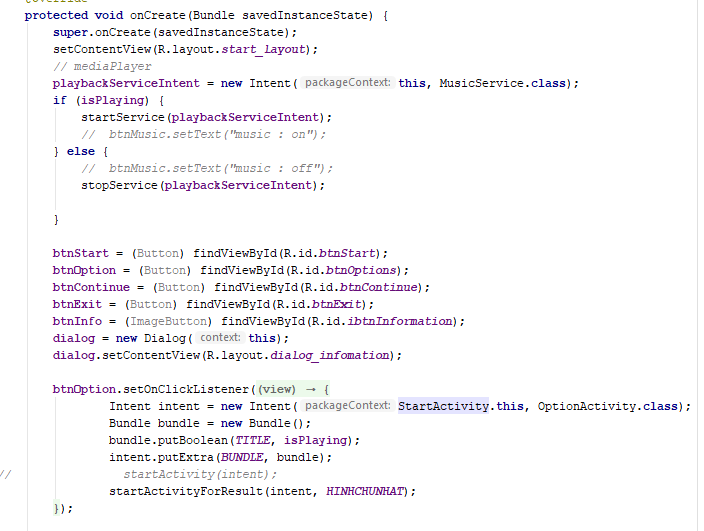 @Override
protected void onCreate(Bundle savedInstanceState) {
super.onCreate(savedInstanceState);
setContentView(R.layout.start_layout);
// mediaPlayer
playbackServiceIntent = new Intent( packageContext: this, MusicService.class);
if (isPlaying) {
startService(playbackServiceIntent);
//  btnMusic.setText("music : on");
} else {
//  btnMusic.setText("music : off");
stopService(playbackServiceIntent);
}
btnStart = (Button) findViewById(R.id.btnStart);
btnOption = (Button) findViewById(R.id.btnOptions);
btnContinue = (Button) findViewById(R.id.btnContinue);
btnExit = (Button) findViewById(R.id.btnExit);
btnInfo = (ImageButton) findViewById(R.id.ibtnInformation);
dialog = new Dialog( context: this);
dialog.setContentView(R.layout.dialog_infomation);
btnOption.setOnClickListener((view) → {
Intent intent = new Intent( packageContext: StartActivity.this, OptionActivity.class);
Bundle bundle = new Bundle();
bundle.putBoolean(TITLE, isPlaying);
intent.putExtra(BUNDLE, bundle);
// startActivity(intent);
startActivityForResult(intent, HINHCHUNHAT);
});